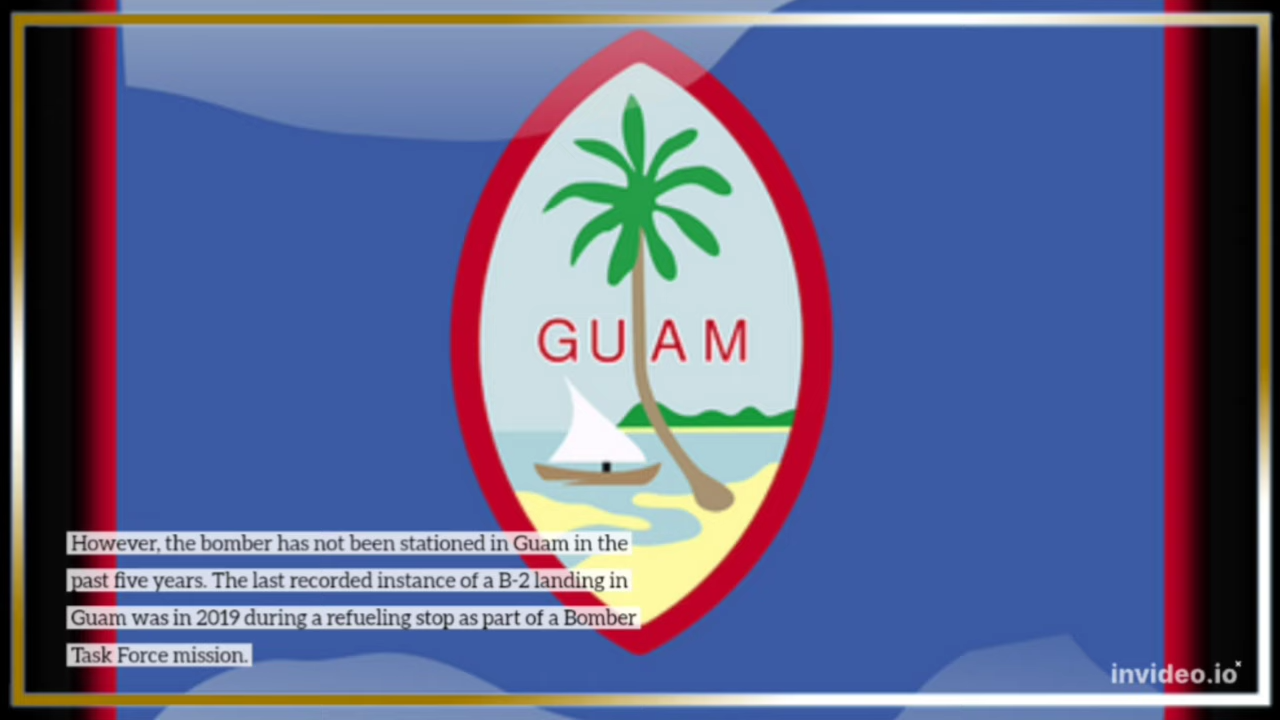 GUAM
However, the bomber has not been stationed in Guam in the
past five years. The last recorded instance of a B-2 landing in
Guam was in 2019 during a refueling stop as part of a Bomber
Task Force mission.
invideo.io